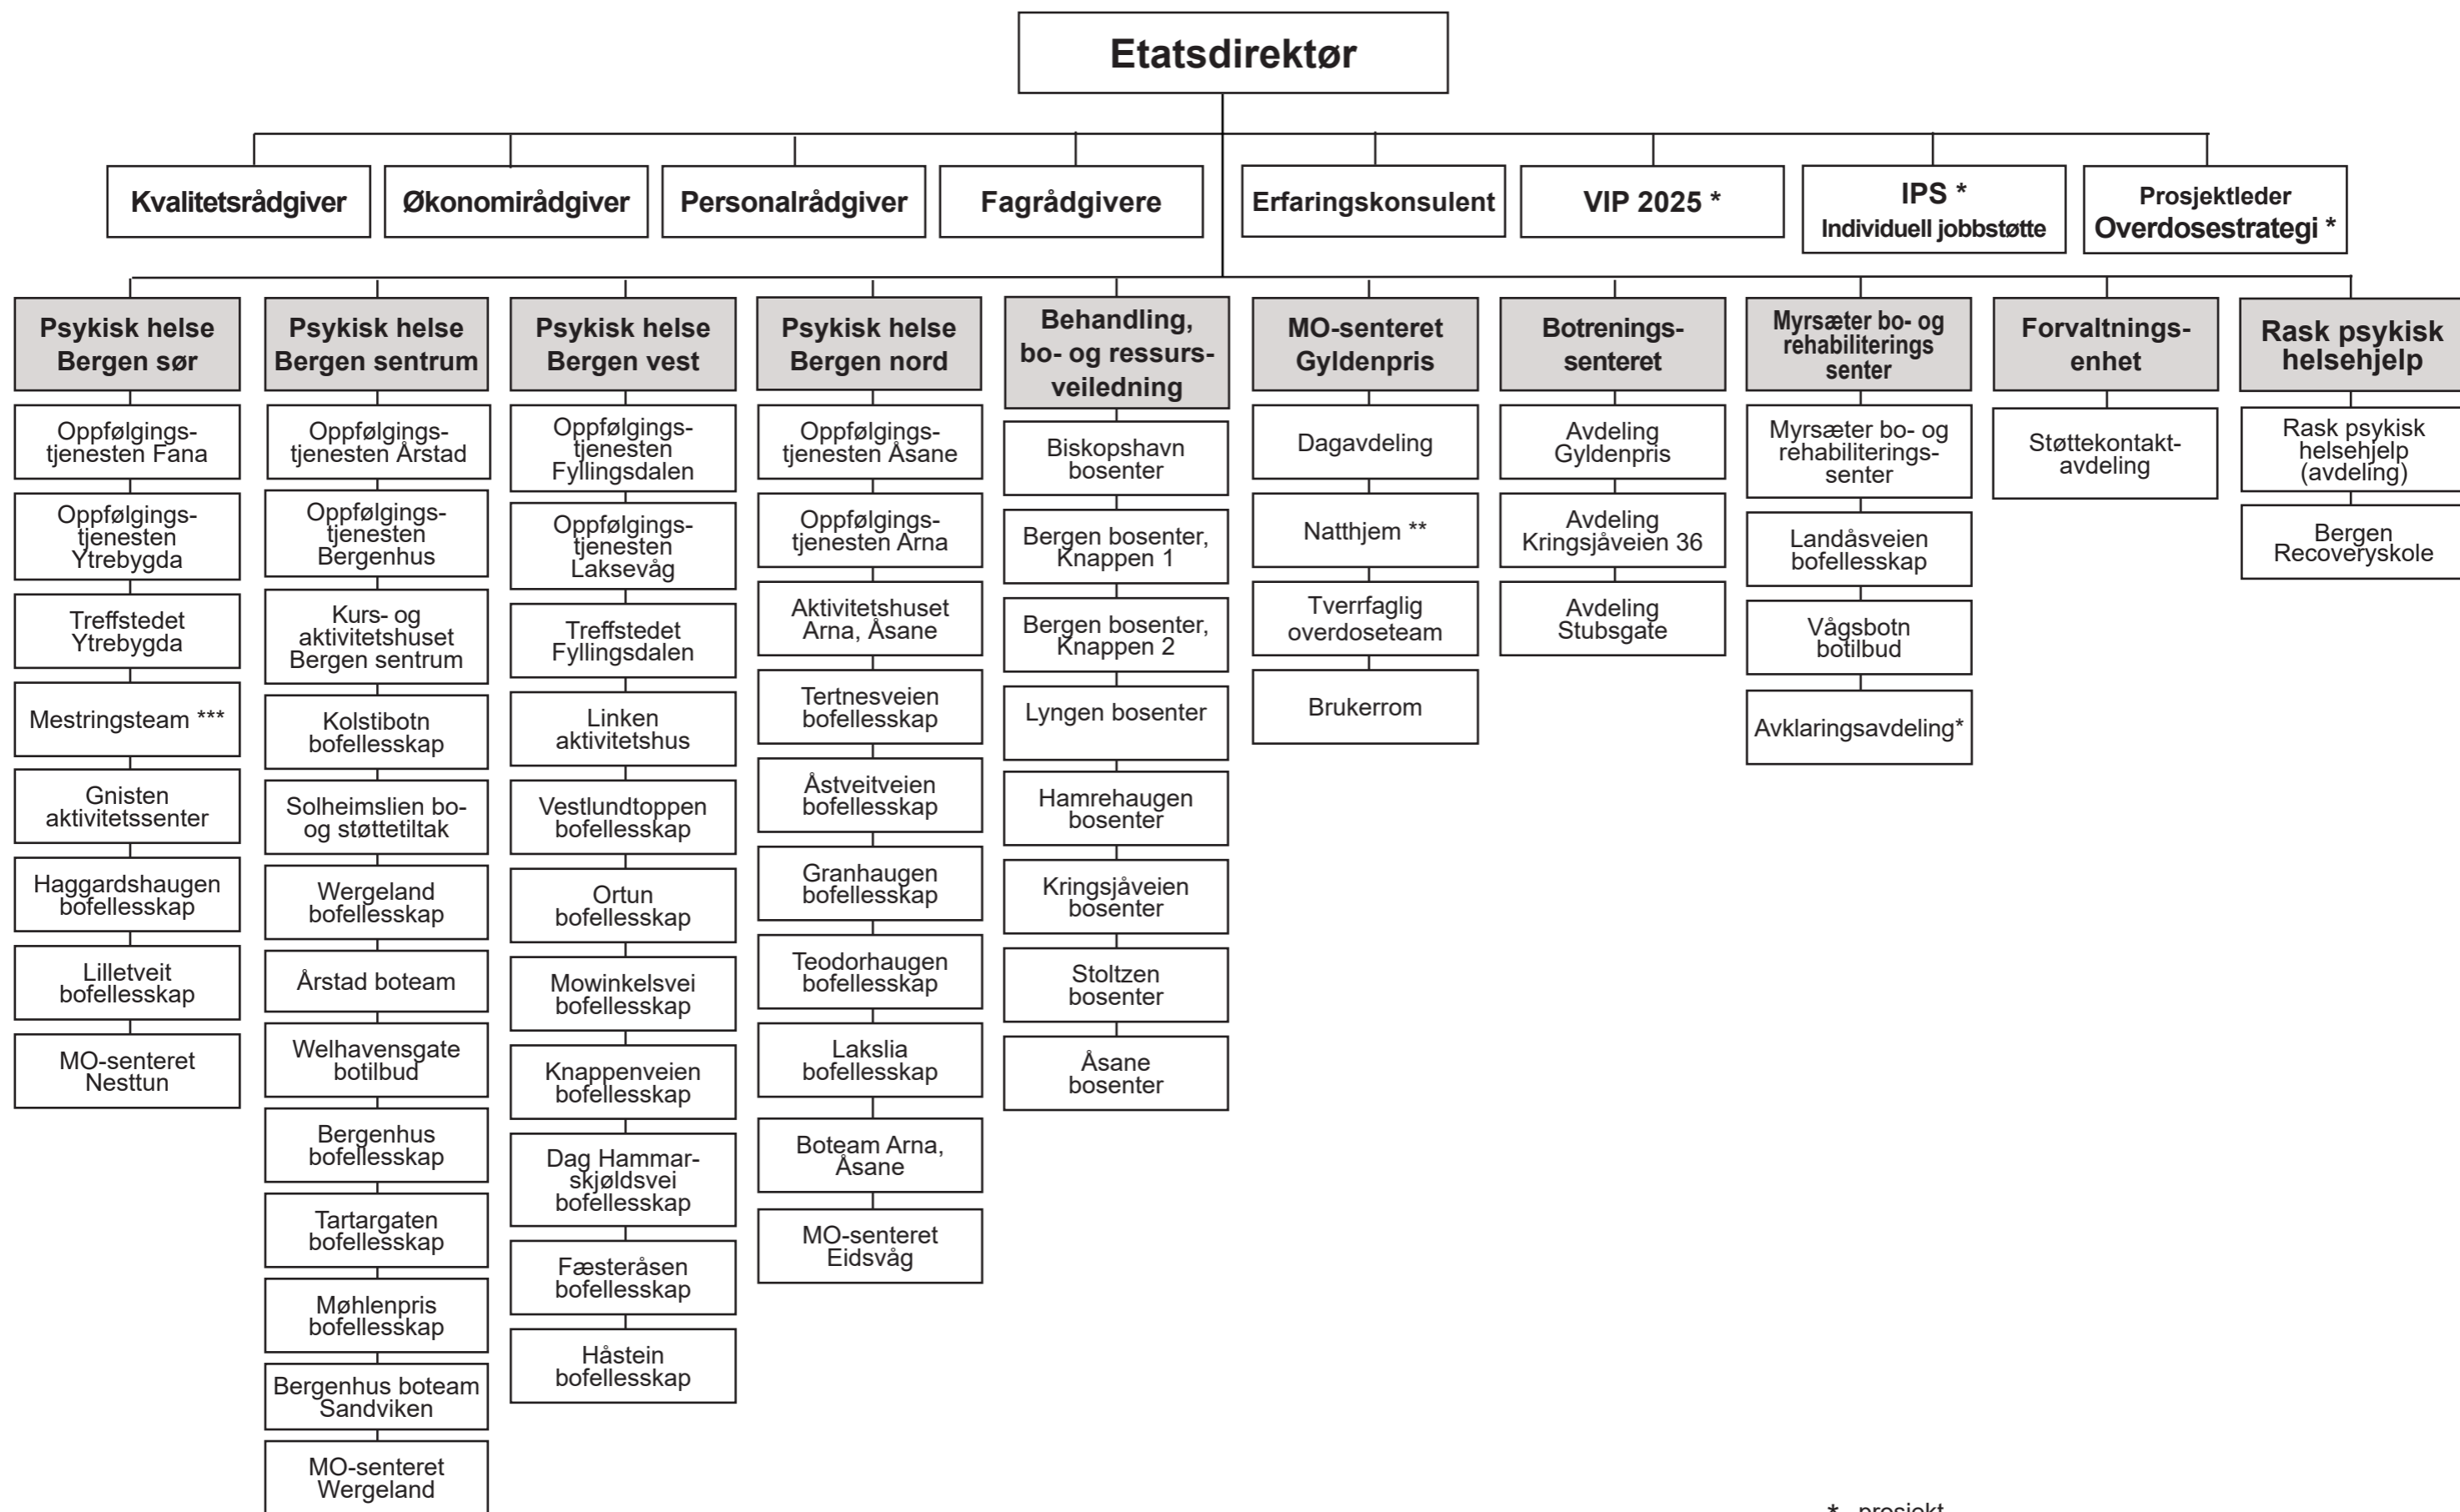 Etatsdirektør
Kvalitetsrådgiver
Økonomirådgiver
Personalrådgiver
Fagrådgivere
Erfaringskonsulent
VIP 2025 *
IPS *
Individuell jobbstøtte
Prosjektleder
Overdosestrategi *
Psykisk helse
Bergen sør
Oppfølgings-
tjenesten Fana
Oppfølgings-
tjenesten
Ytrebygda
Treffstedet
Ytrebygda
Mestringsteam ***
Gnisten
aktivitetssenter
Haggardshaugen
bofellesskap
Lilletveit
bofellesskap
MO-senteret
Nesttun
Psykisk helse
Bergen sentrum
Oppfølgings-
tjenesten Årstad
Oppfølgings-
tjenesten
Bergenhus
Kurs- og
aktivitetshuset
Bergen sentrum
Kolstibotn
bofellesskap
Solheimslien bo-
og støttetiltak
Wergeland
bofellesskap
Årstad boteam
Welhavensgate
botilbud
Bergenhus
bofellesskap
Tartargaten
bofellesskap
Møhlenpris
bofellesskap
Bergenhus boteam
Sandviken
MO-senteret
Wergeland
Psykisk helse
Bergen vest
Oppfølgings-
tjenesten
Fyllingsdalen
Oppfølgings-
tjenesten
Laksevåg
Treffstedet
Fyllingsdalen
Linken
aktivitetshus
Vestlundtoppen
bofellesskap
Ortun
bofellesskap
Mowinkelsvei
bofellesskap
Knappenveien
bofellesskap
Dag Hammar-
skjøldsvei
bofellesskap
Fæsteråsen
bofellesskap
Håstein
bofellesskap
Psykisk helse
Bergen nord
Oppfølgings-
tjenesten Åsane
Oppfølgings-
tjenesten Arna
Aktivitetshuset
Arna, Åsane
Tertnesveien
bofellesskap
Åstveitveien
bofellesskap
Granhaugen
bofellesskap
Teodorhaugen
bofellesskap
Lakslia
bofellesskap
Boteam Arna,
Åsane
MO-senteret
Eidsvåg
Behandling,
bo- og ressurs-
veiledning
Biskopshavn
bosenter
Bergen bosenter,
Knappen 1
Bergen bosenter,
Knappen 2
Lyngen bosenter
Hamrehaugen
bosenter
Kringsjåveien
bosenter
Stoltzen
bosenter
Åsane
bosenter
MO-senteret
Gyldenpris
Dagavdeling
Natthjem **
Tverrfaglig
overdoseteam
Brukerrom
Botrenings-
senteret
Avdeling
Gyldenpris
Avdeling
Kringsjåveien 36
Avdeling
Stubsgate
Myrsæter bo- og
rehabiliterings
senter
Myrsæter bo- og
rehabiliterings-
senter
Landåsveien
bofellesskap
Vågsbotn
botilbud
Avklaringsavdeling*
Forvaltnings-
enhet
Støttekontakt-
avdeling
Rask psykisk
helsehjelp
Rask psykisk
helsehjelp
(avdeling)
Bergen
Recoveryskole
* prosjekt